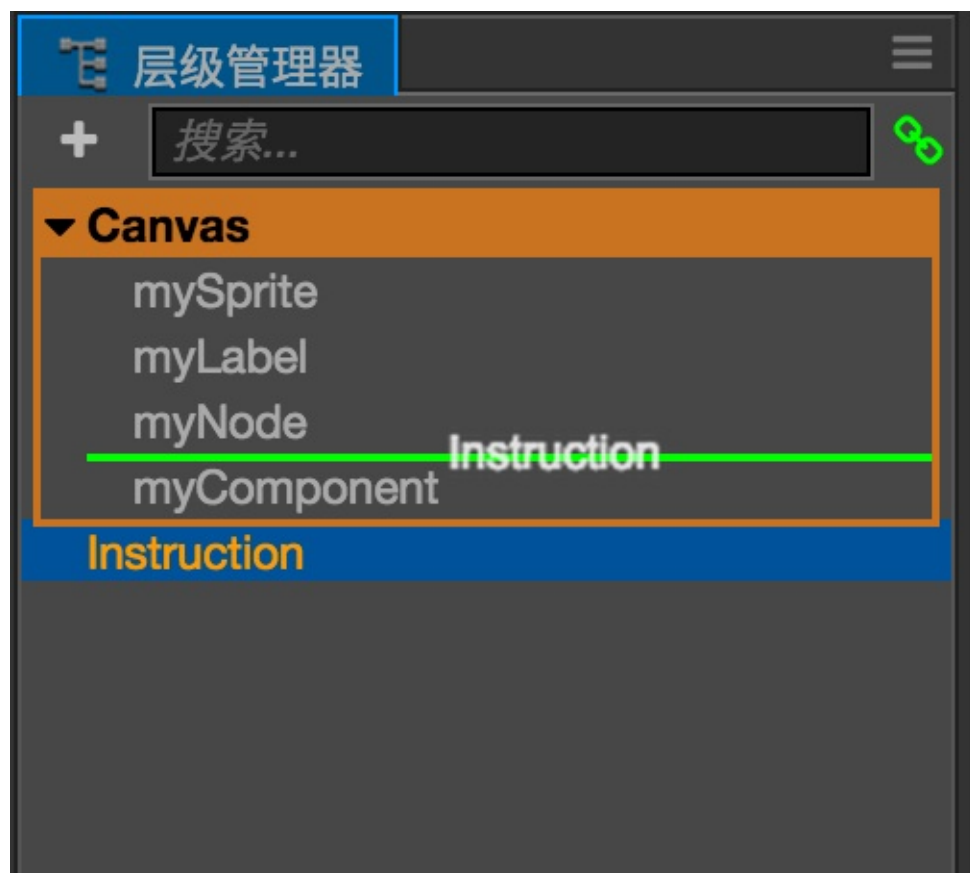 层级管理器
搜索...
Canvas
mySprite
myLabel
myNode
Instruction
myComponent
Instruction